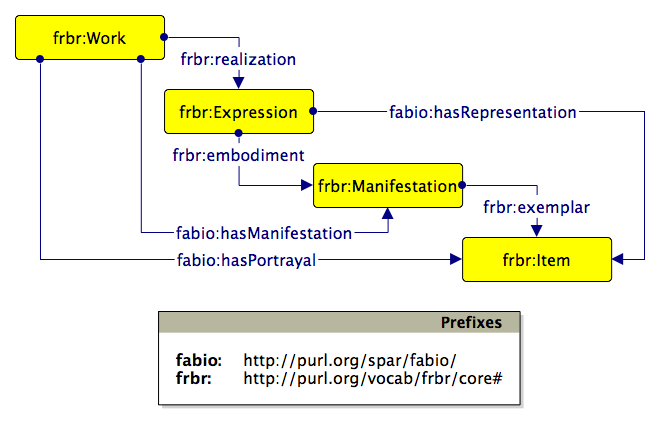 frbr:Work
frbr:realization
frbr:Expression
fabio:hasRepresentation
frbr:embodiment
frbr:Manifestation
frbr:exemplar
fabio:hasManifestation
fabio:hasPortrayal
frbr:Item
Prefixes
fabio: http://purl.org/spar/fabio/
frbr: http://purl.org/vocab/frbr/core#